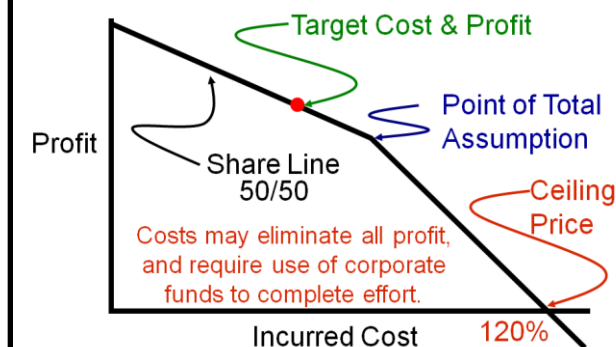 Target Cost & Profit
Point of Total
Assumption
Profit
Share Line
50/50
Ceiling
Price
Costs may eliminate all profit,
and require use of corporate
funds to complete effort.
Incurred Cost
120%